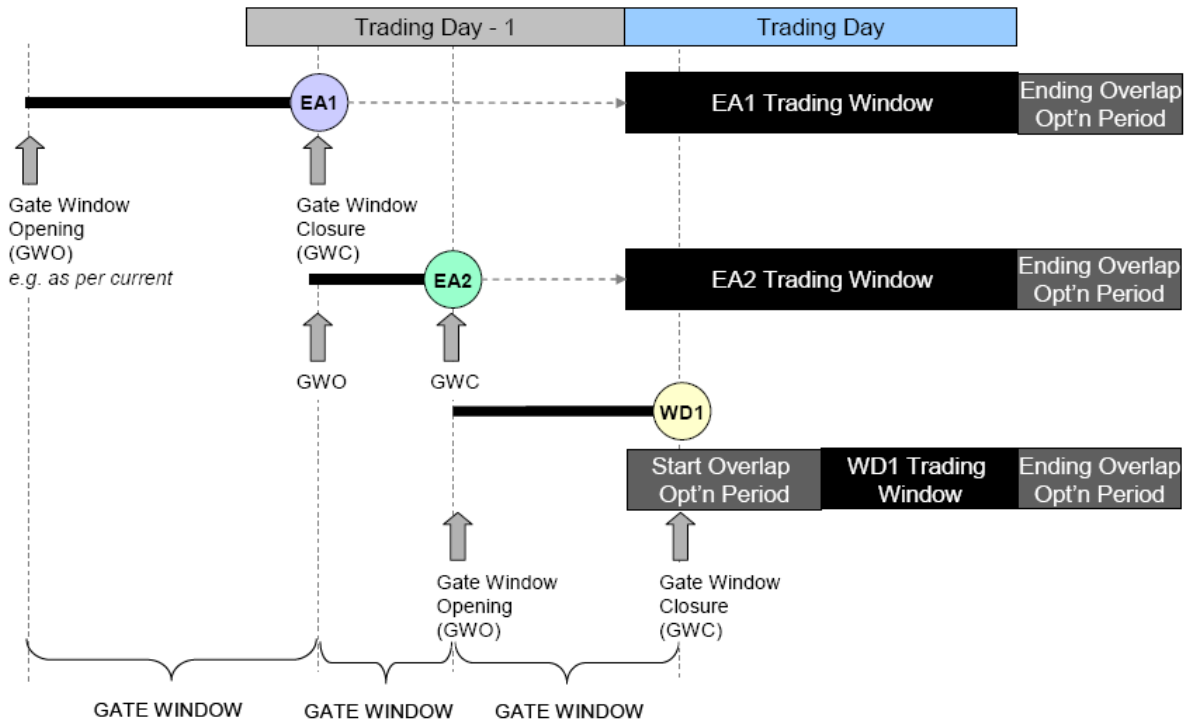 Trading Day - 1
Trading Day
EA1
EA1 Trading Window
Ending Overlap
Opt'n Period
Gate Window
Opening
(GWO)
e.g. as per current
Gate Window
Closure
(GWC)
EA2
EA2 Trading Window
Ending Overlap
Opt'n Period
GWO
GWC
WD1
Start Overlap
Opt'n Period
WD1 Trading
Window
Ending Overlap
Opt'n Period
Gate Window
Opening
(GWO)
Gate Window
Closure
(GWC)
GATE WINDOW
GATE WINDOW
GATE WINDOW